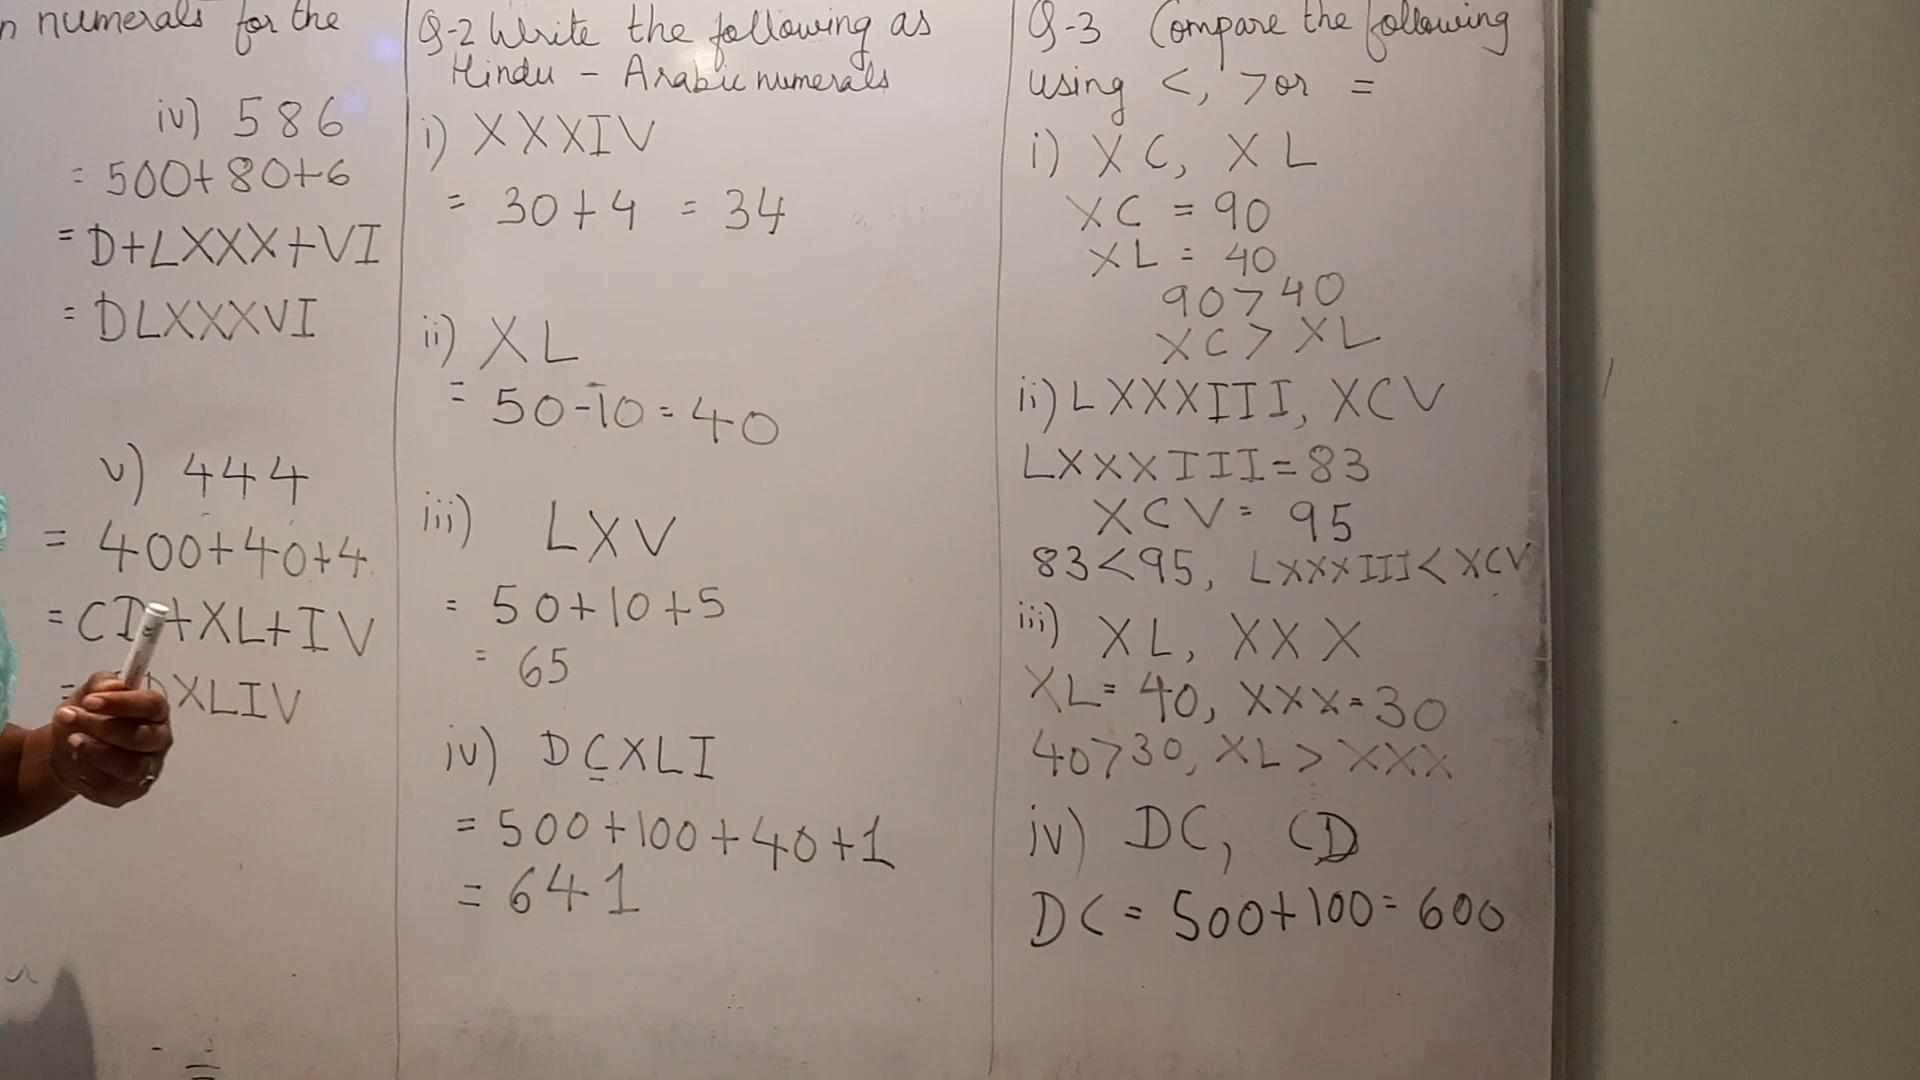 numerals for the
iv) 586
= 500+80+6
= D+LXXX+VI
= DLXXXVI
v) 444
= 400+40+4
= CD+XL+IV
= DXLIV
Q-2 Write the following as
Hindu - Arabic numerals
i) XXXIV
= 30+4 = 34
ii) XL
= 50-10=40
iii) LXV
= 50+10+5
= 65
iv) DCXLI
= 500+100+40+1
= 641
Q-3 Compare the following
using <, > or =
i) XC, XL
XC = 90
XL = 40
90>40
XC > XL
ii) LXXXIII, XCV
LXXXIII=83
XCV= 95
83<95, LXXXIII< XCV
iii) XL, XXX
XL= 40, XXX=30
40>30, XL > XXX
iv) DC, CD
DC = 500+100= 600